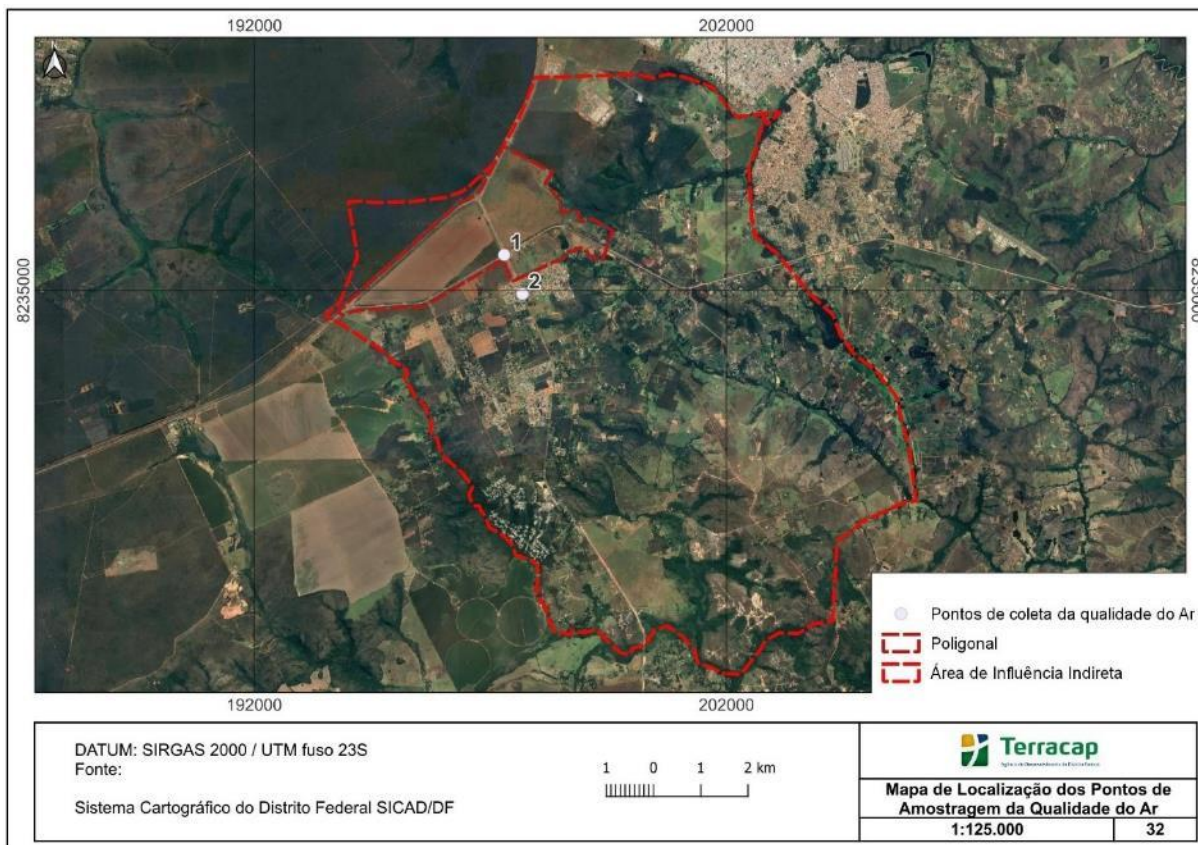 192000
202000
1
2
8235000
8235000
Pontos de coleta da qualidade do Ar
Poligonal
Área de Influência Indireta
192000
202000
DATUM: SIRGAS 2000 / UTM fuso 23S
Fonte:
Sistema Cartográfico do Distrito Federal SICAD/DF
1 0 1 2 km
Terracap
Mapa de Localização dos Pontos de
Amostragem da Qualidade do Ar
1:125.000
32